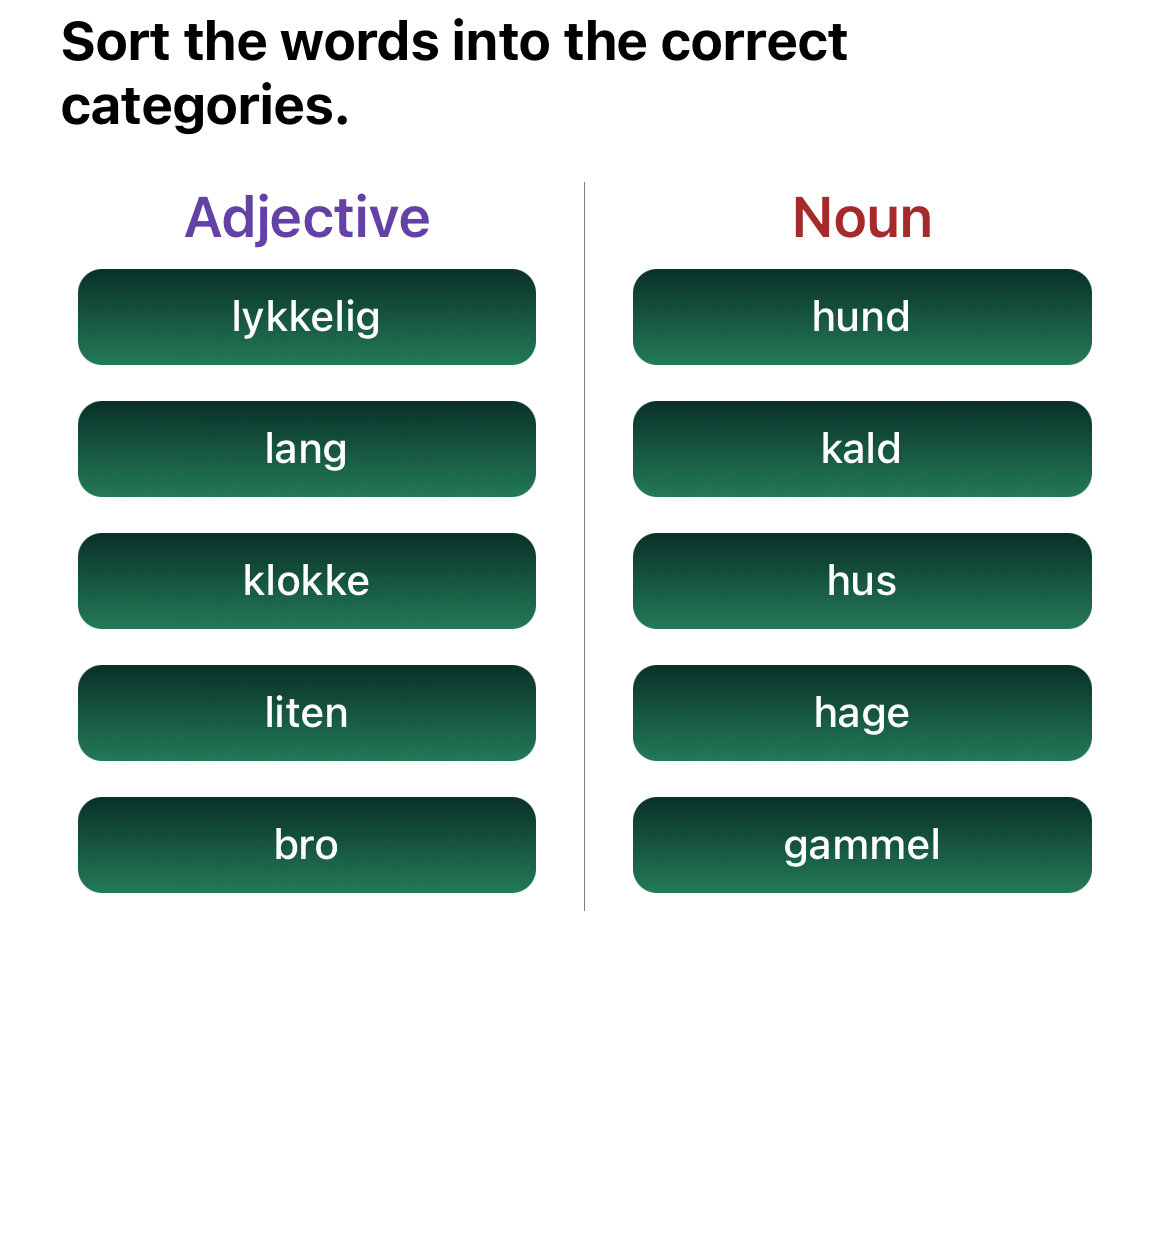 Sort the words into the correct
categories.
Adjective
lykkelig
lang
klokke
liten
bro
Noun
hund
kald
hus
hage
gammel